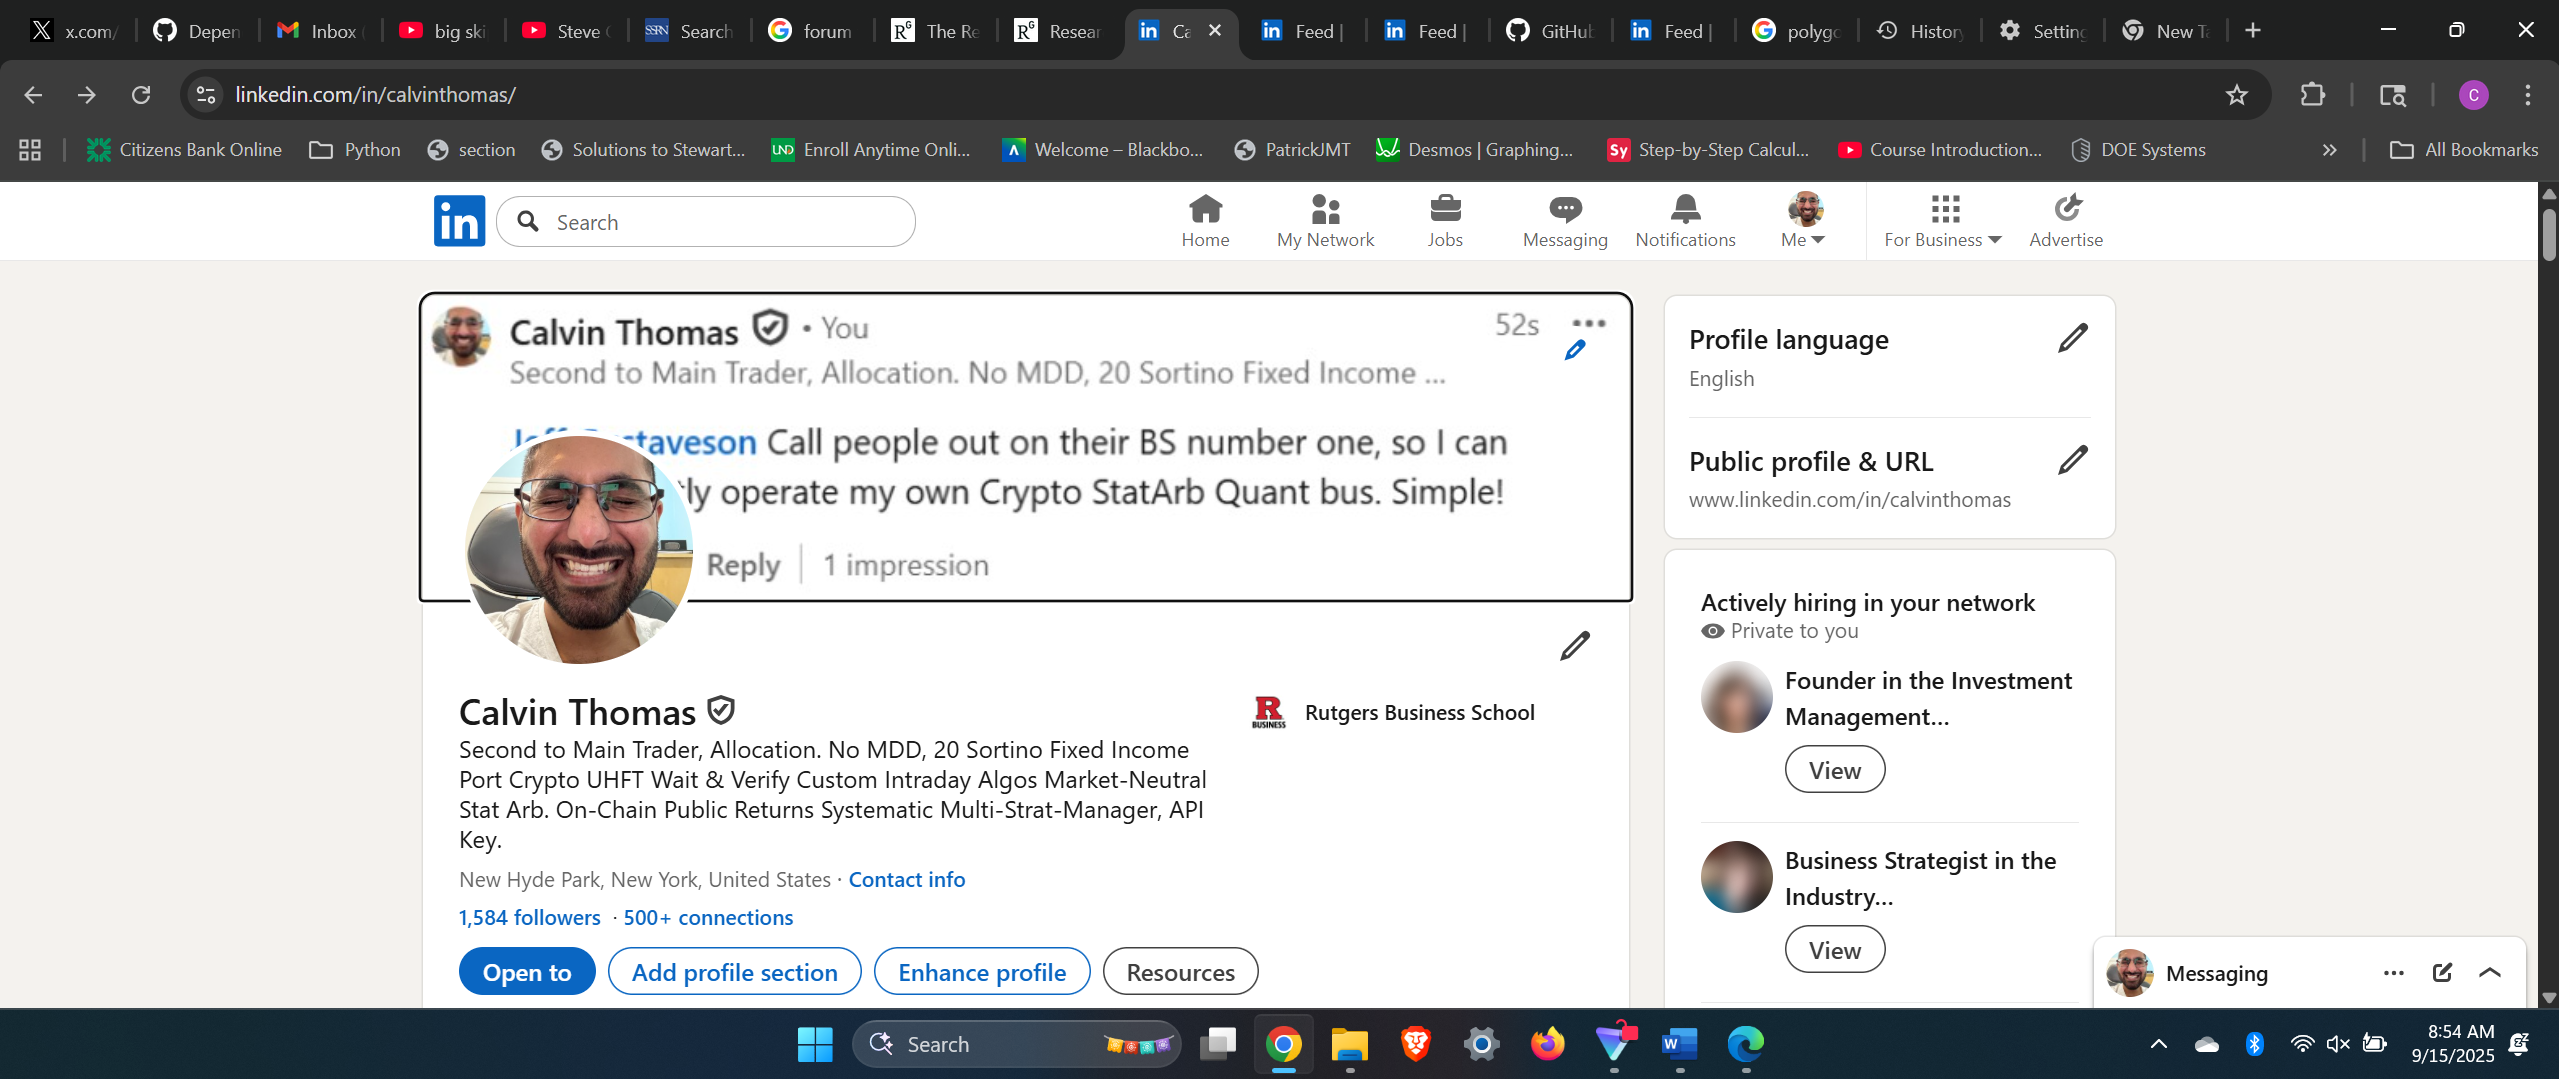 x.com/
Depen
Inbox
big ski
Steve
Search
forum
The Re
Resear
Ca
Feed |
Feed |
GitHub
Feed |
polygo
History
Setting
New Ta
linkedin.com/in/calvinthomas/
C
Citizens Bank Online
Python
section
Solutions to Stewart...
Enroll Anytime Onli...
Welcome – Blackbo...
PatrickJMT
Desmos | Graphing...
Step-by-Step Calcul...
Course Introduction...
DOE Systems
All Bookmarks
in
Search
Home
My Network
Jobs
Messaging
Notifications
Me
For Business
Advertise
Calvin Thomas • You
52s
Second to Main Trader, Allocation. No MDD, 20 Sortino Fixed Income ...
Call people out on their BS number one, so I can
operate my own Crypto StatArb Quant bus. Simple!
Reply
1 impression
Calvin Thomas
Second to Main Trader, Allocation. No MDD, 20 Sortino Fixed Income
Port Crypto UHFT Wait & Verify Custom Intraday Algos Market-Neutral
Stat Arb. On-Chain Public Returns Systematic Multi-Strat-Manager, API
Key.
New Hyde Park, New York, United States · Contact info
1,584 followers · 500+ connections
Open to
Add profile section
Enhance profile
Resources
R BUSINESS
Rutgers Business School
Profile language
English
Public profile & URL
www.linkedin.com/in/calvinthomas
Actively hiring in your network
Private to you
Founder in the Investment
Management...
View
Business Strategist in the
Industry...
View
Messaging
Search
8:54 AM
9/15/2025